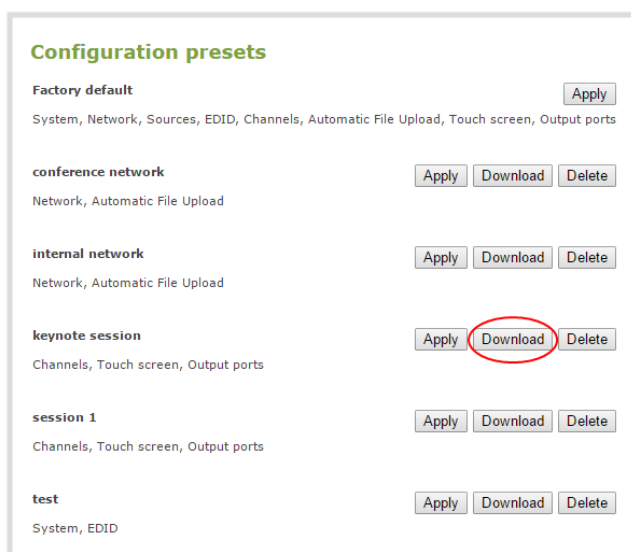 Configuration presets
Factory default Apply
System, Network, Sources, EDID, Channels, Automatic File Upload, Touch screen, Output ports
conference network Apply Download Delete
Network, Automatic File Upload
internal network Apply Download Delete
Network, Automatic File Upload
keynote session Apply Download Delete
Channels, Touch screen, Output ports
session 1 Apply Download Delete
Channels, Touch screen, Output ports
test Apply Download Delete
System, EDID